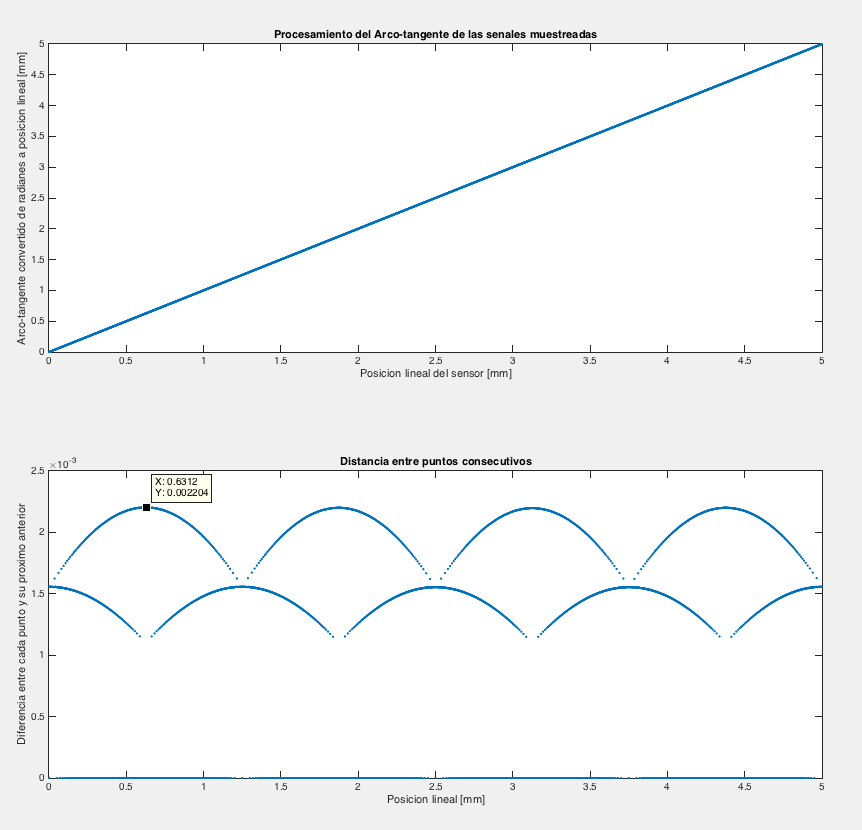 Procesamiento del Arco-tangente de las senales muestreadas
Arco-tangente convertido de radianes a posicion lineal [mm]
5
4.5
4
3.5
3
2.5
2
1.5
1
0.5
0
0 0.5 1 1.5 2 2.5 3 3.5 4 4.5 5
Posicion lineal del sensor [mm]
Distancia entre puntos consecutivos
×10⁻³
Diferencia entre cada punto y su proximo anterior
2.5
X: 0.6312
Y: 0.002204
2
1.5
1
0.5
0
0 0.5 1 1.5 2 2.5 3 3.5 4 4.5 5
Posicion lineal [mm]